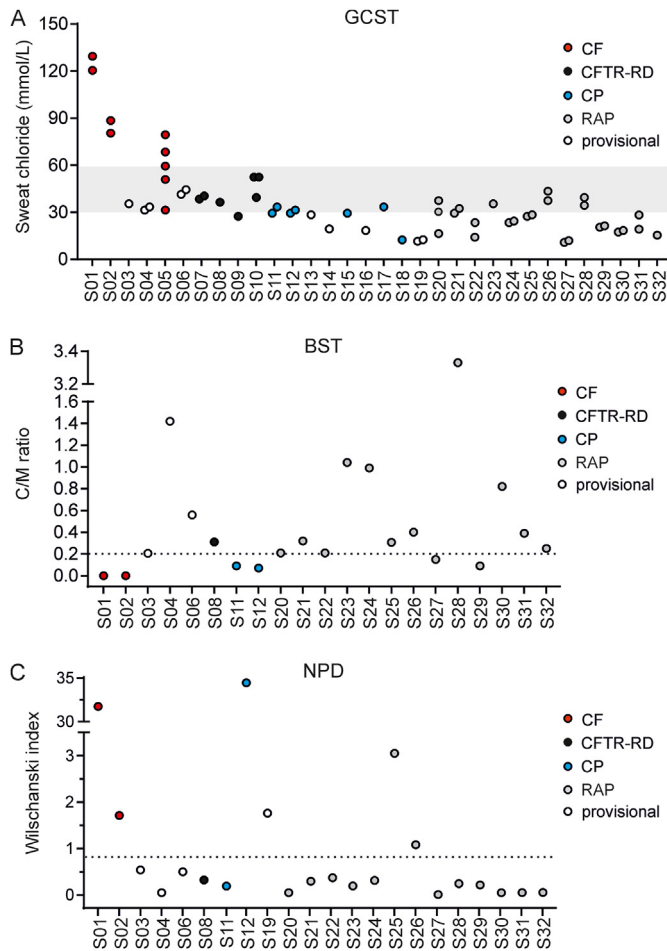 A
GCST
Sweat chloride (mmol/L)
150
120
90
60
30
0
CF
CFTR-RD
CP
RAP
provisional
S01 S02 S03 S04 S05 S06 S07 S08 S09 S10 S11 S12 S13 S14 S15 S16 S17 S18 S19 S20 S21 S22 S23 S24 S25 S26 S27 S28 S29 S30 S31 S32
B
BST
C/M ratio
3.4
3.2
1.6
1.4
1.2
1.0
0.8
0.6
0.4
0.2
0.0
CF
CFTR-RD
CP
RAP
provisional
S01 S02 S03 S04 S06 S08 S11 S12 S20 S21 S22 S23 S24 S25 S26 S27 S28 S29 S30 S31 S32
C
NPD
Wilschanski index
35
30
3
2
1
0
CF
CFTR-RD
CP
RAP
provisional
S01 S02 S03 S04 S06 S08 S11 S12 S19 S20 S21 S22 S23 S24 S25 S26 S27 S28 S29 S30 S31 S32